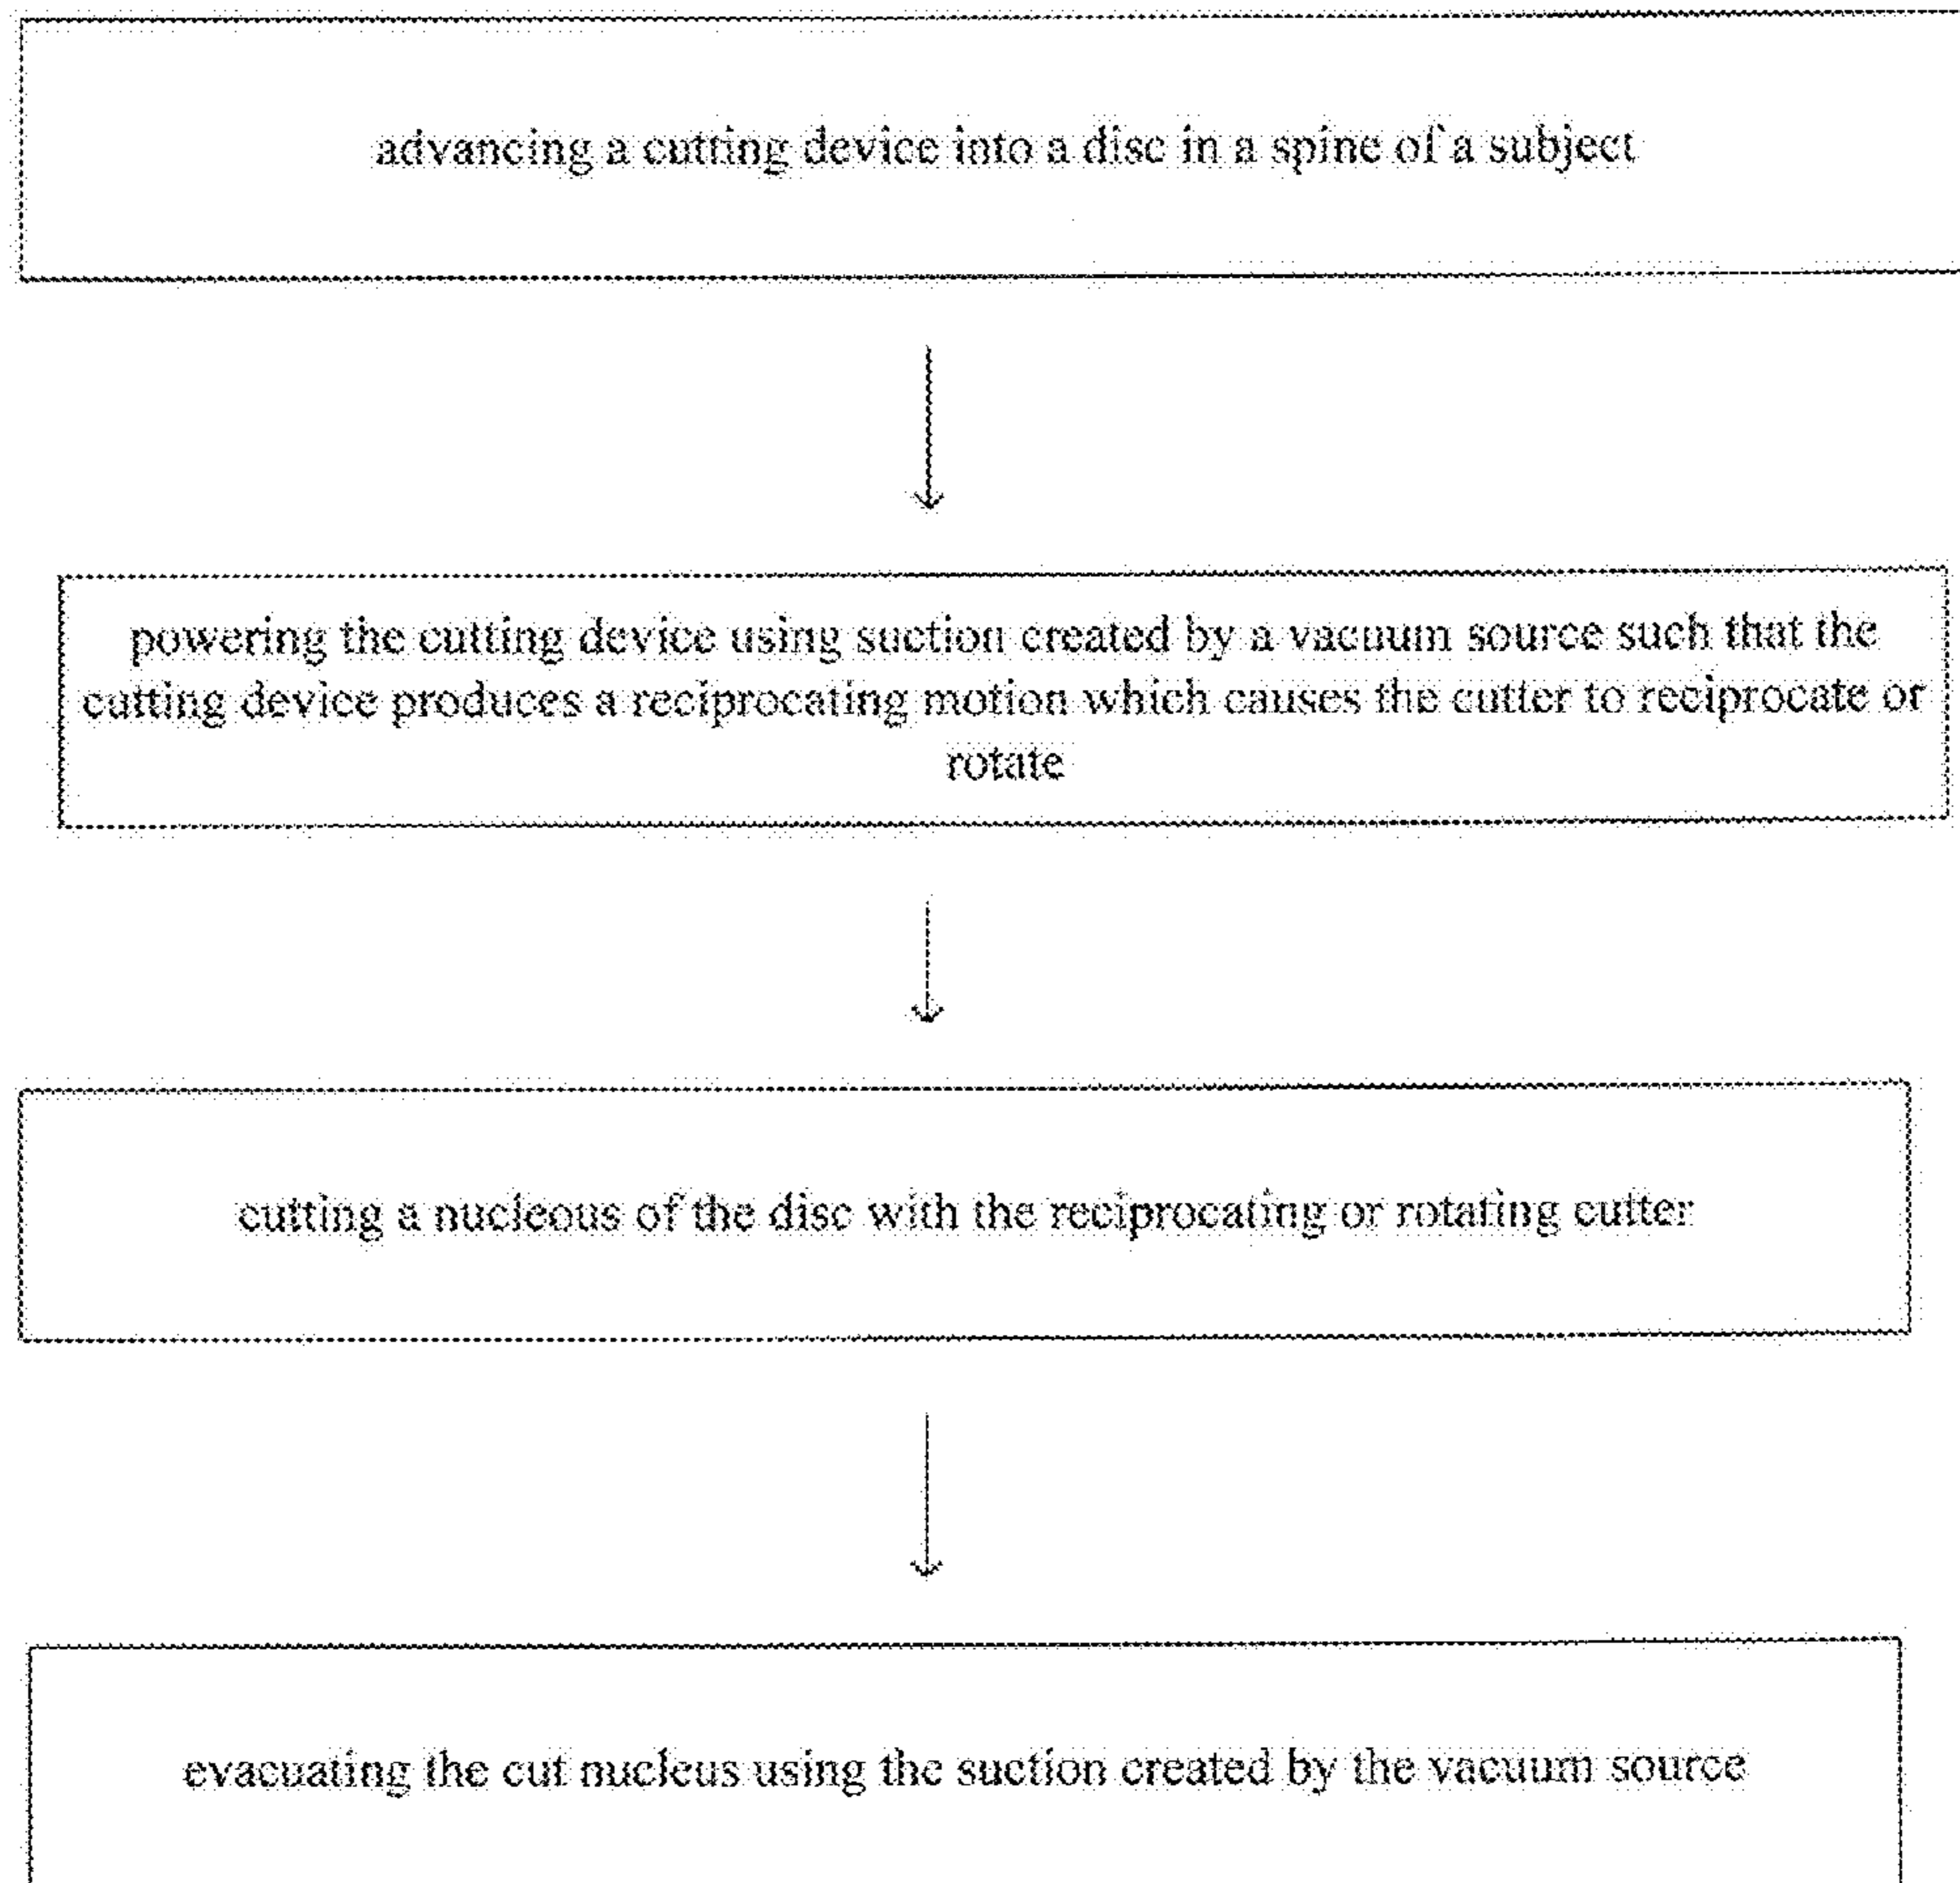 advancing a cutting device into a disc in a spine of a subject
powering the cutting device using suction created by a vacuum source such that the
cutting device produces a reciprocating motion which causes the cutter to reciprocate or
rotate
cutting a nucleous of the disc with the reciprocating or rotating cutter
evacuating the cut nucleus using the suction created by the vacuum source